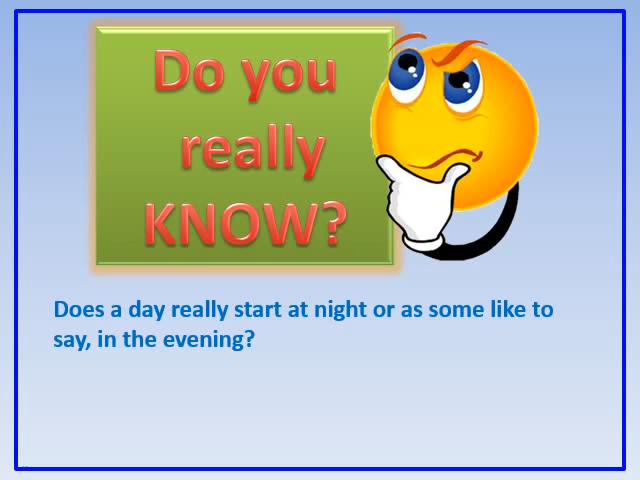 Do you
really
KNOW?
Does a day really start at night or as some like to
say, in the evening?